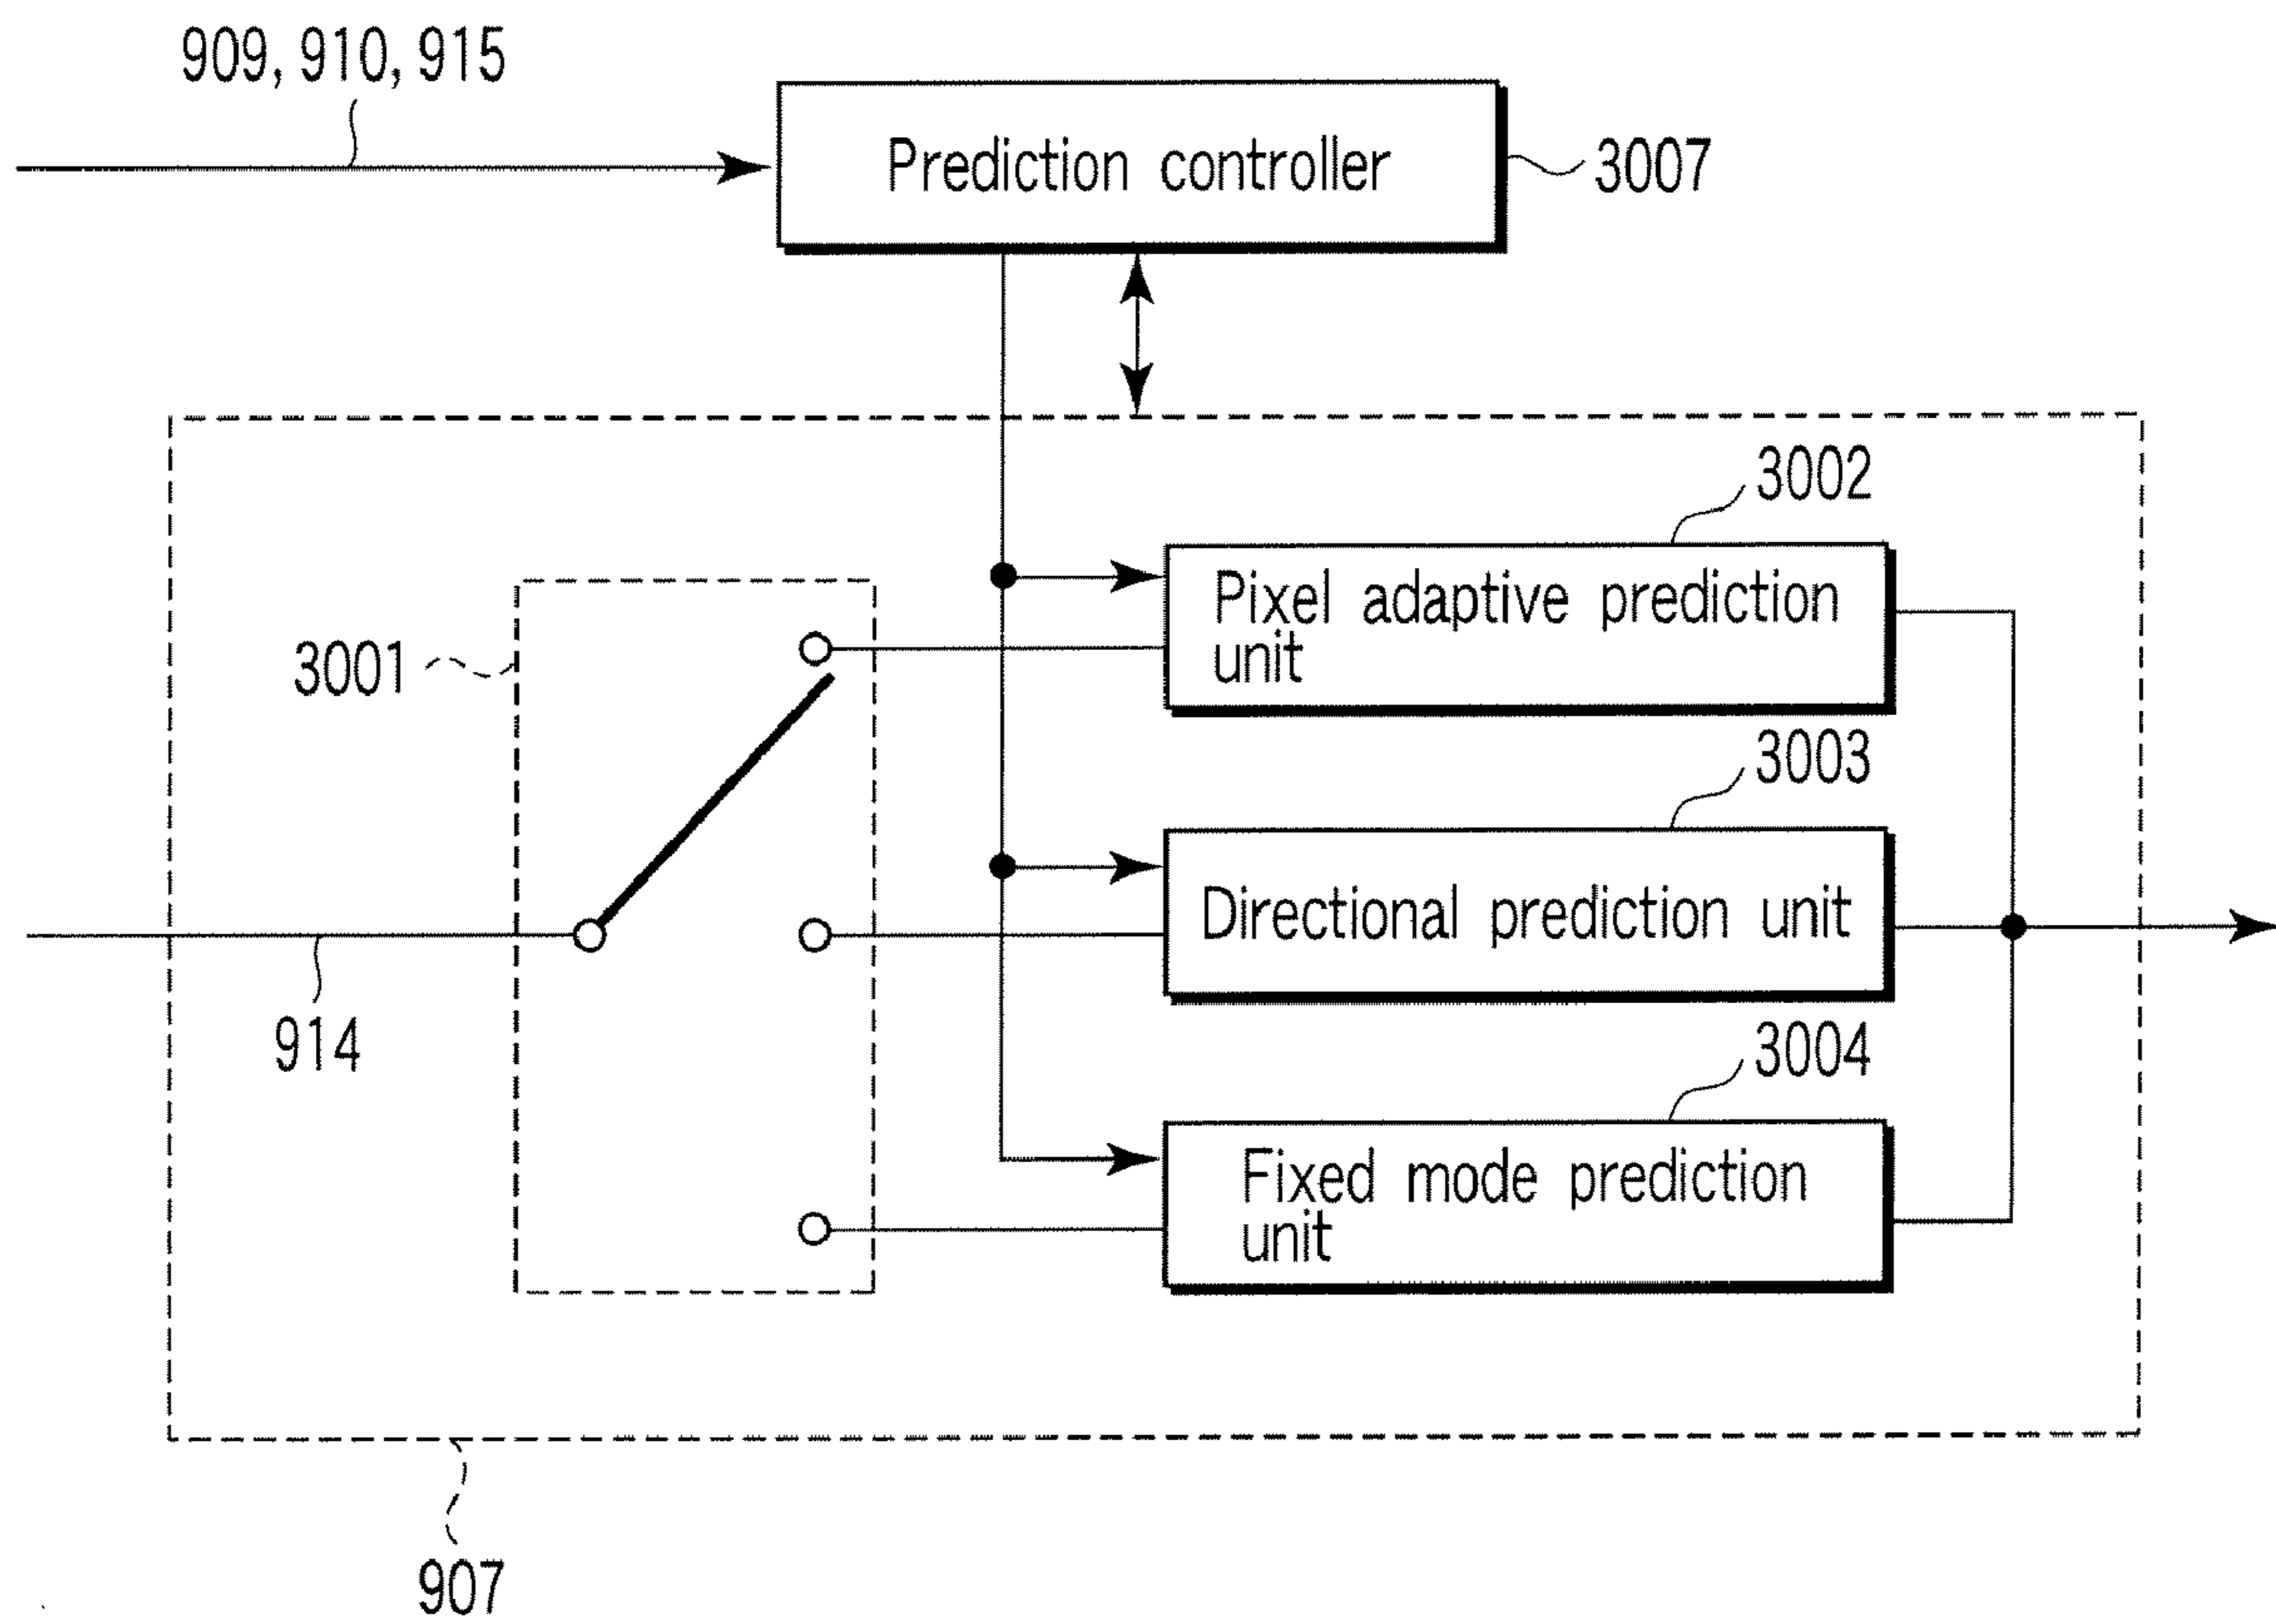 909, 910, 915
Prediction controller
3007
3002
Pixel adaptive prediction
unit
3001
3003
Directional prediction unit
914
3004
Fixed mode prediction
unit
907